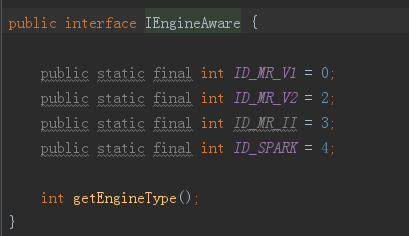 public interface IEngineAware {
public static final int ID_MR_V1 = 0;
public static final int ID_MR_V2 = 2;
public static final int ID_MR_II = 3;
public static final int ID_SPARK = 4;
int getEngineType();
}